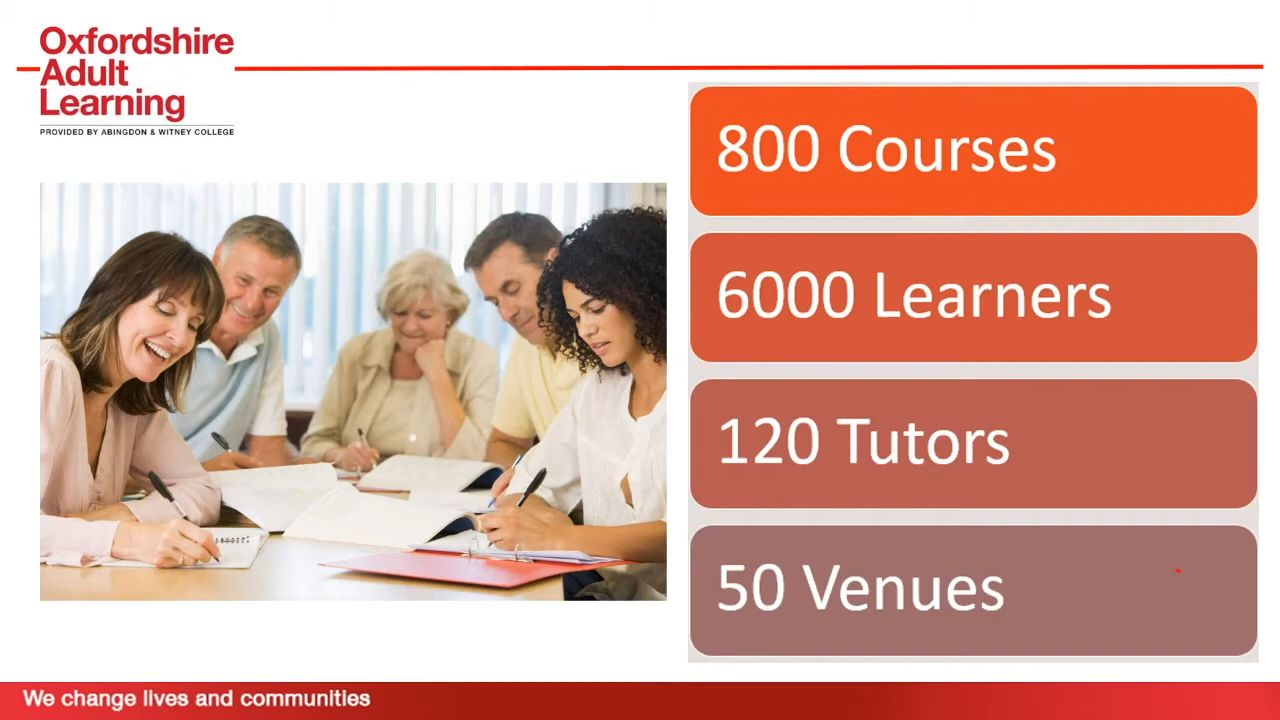 Oxfordshire
Adult
Learning
PROVIDED BY ABINGDON & WITNEY COLLEGE
800 Courses
6000 Learners
120 Tutors
50 Venues
We change lives and communities